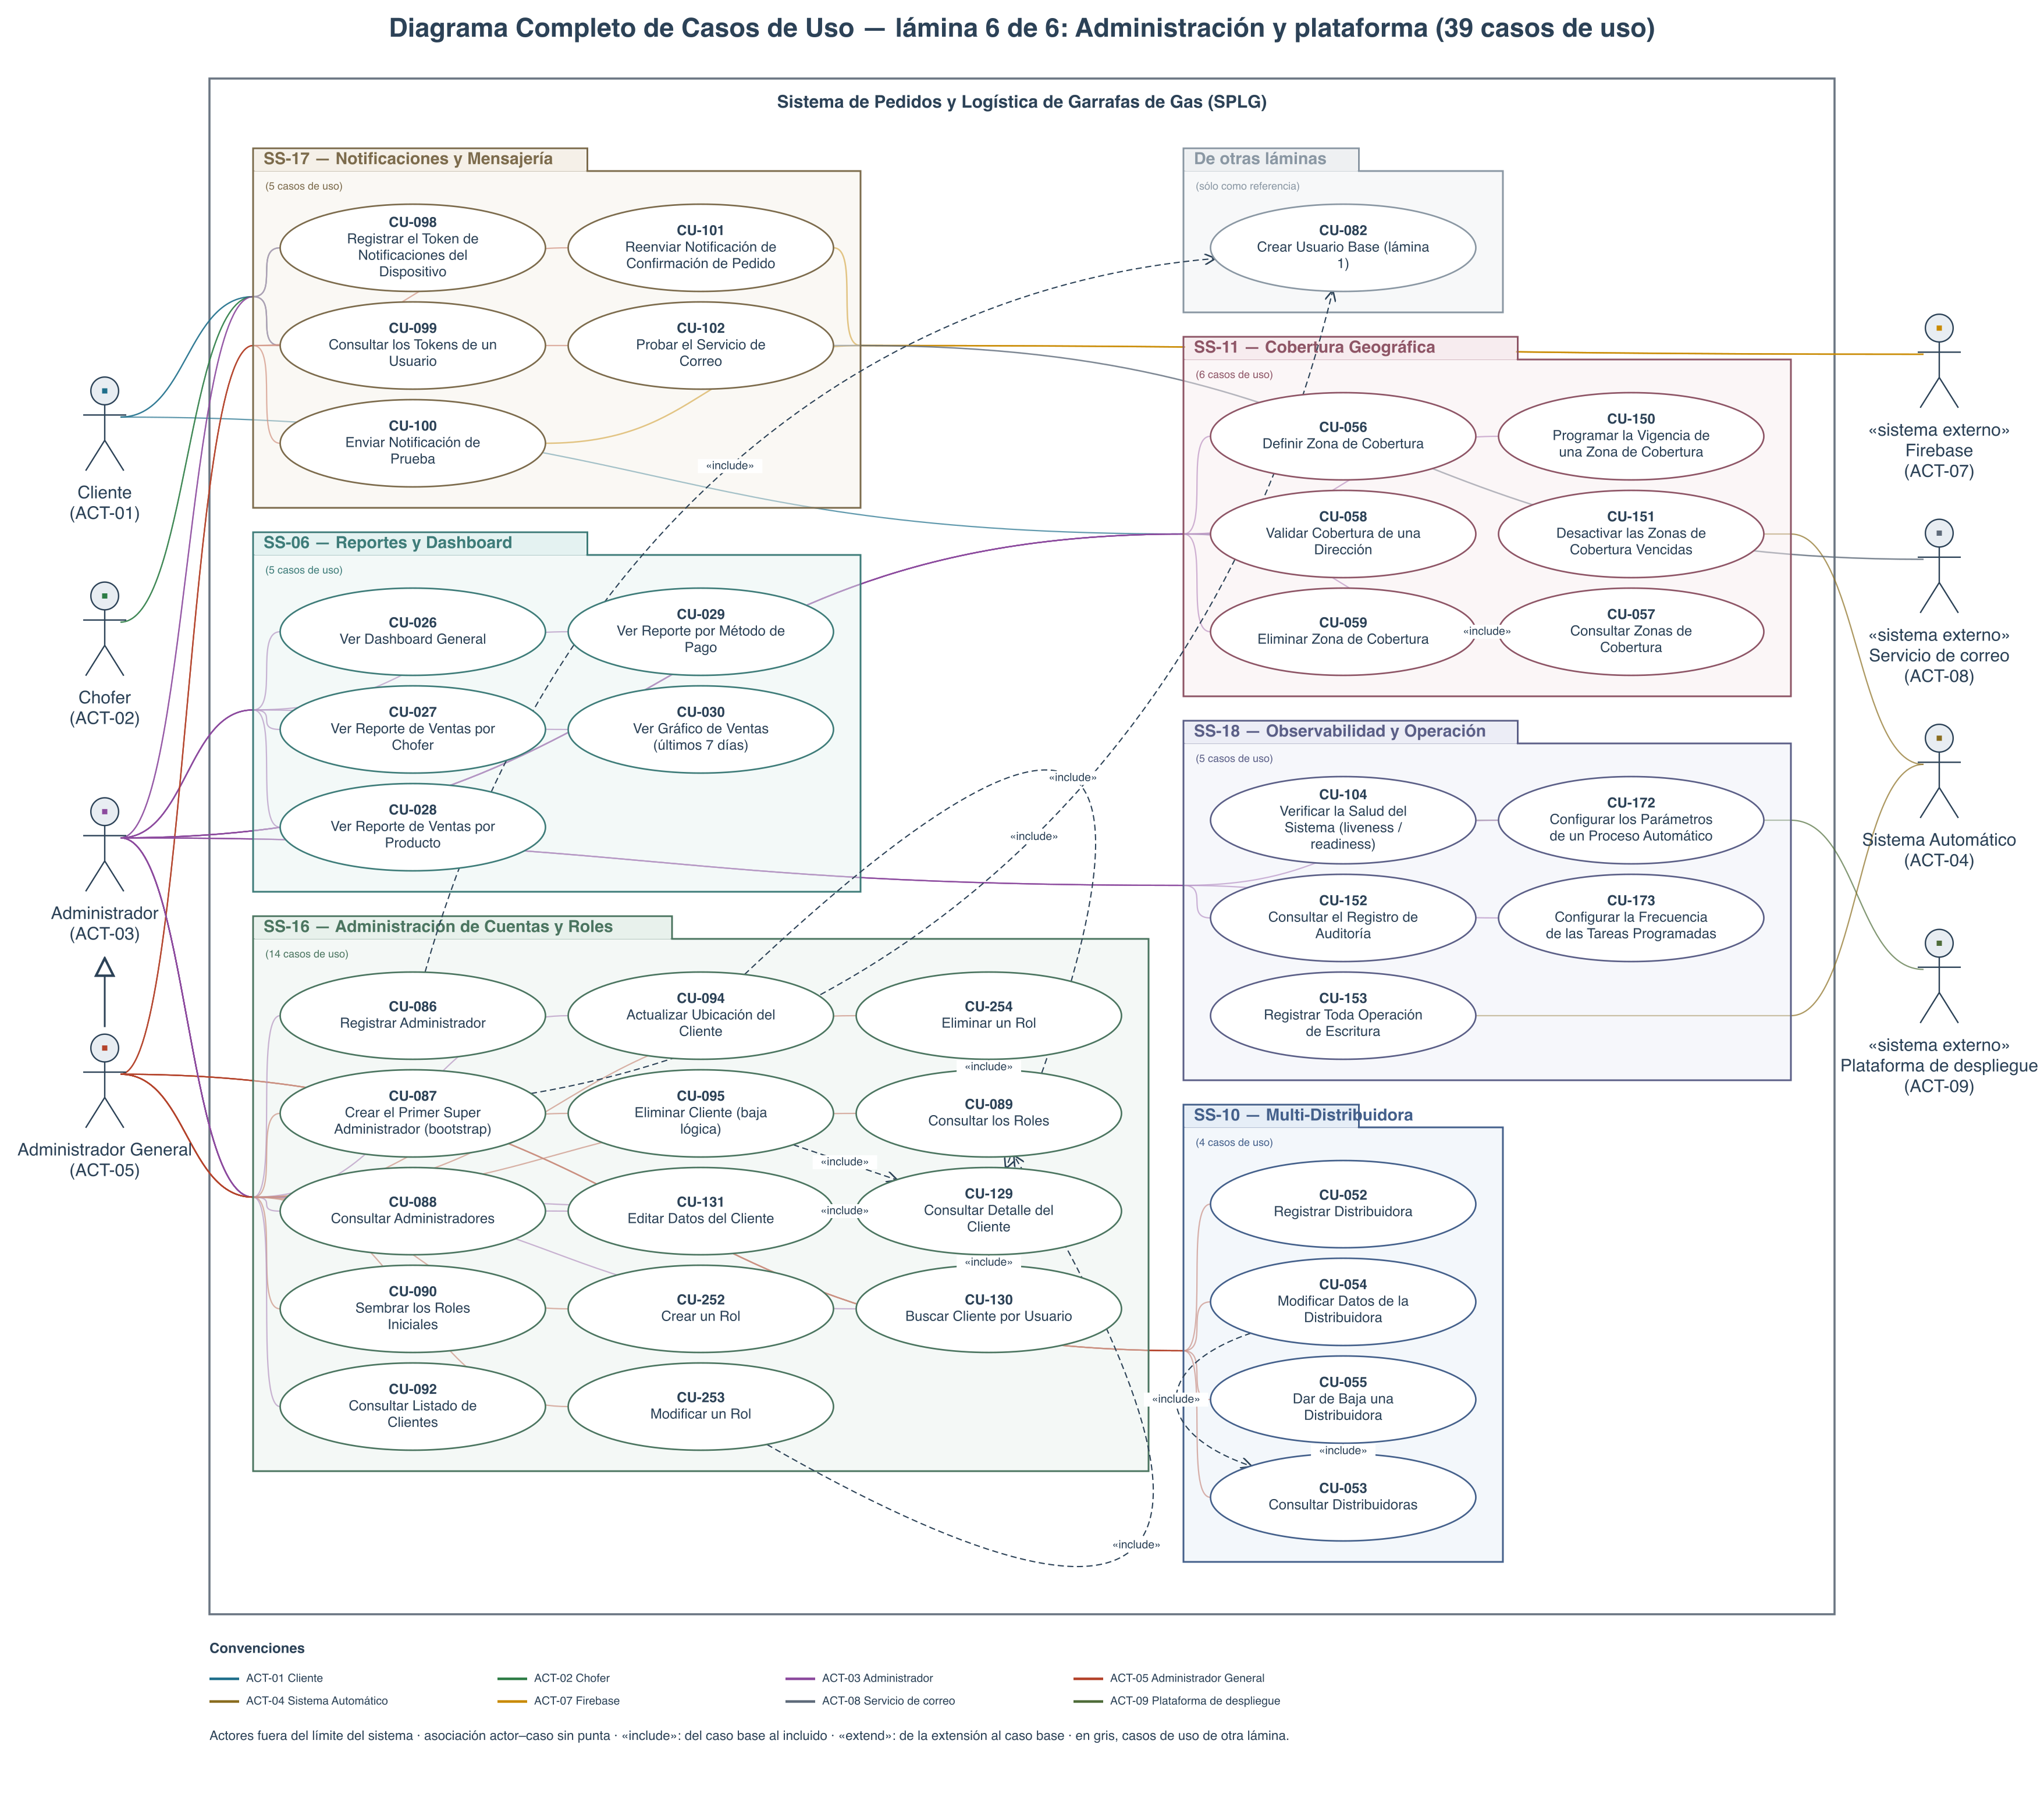 Diagrama Completo de Casos de Uso — lámina 6 de 6: Administración y plataforma (39 casos de uso)
Sistema de Pedidos y Logística de Garrafas de Gas (SPLG)
SS-17 — Notificaciones y Mensajería
(5 casos de uso)
CU-098
Registrar el Token de
Notificaciones del
Dispositivo
CU-101
Reenviar Notificación de
Confirmación de Pedido
CU-099
Consultar los Tokens de un
Usuario
CU-102
Probar el Servicio de
Correo
CU-100
Enviar Notificación de
Prueba
«include»
De otras láminas
(sólo como referencia)
CU-082
Crear Usuario Base (lámina
1)
SS-11 — Cobertura Geográfica
(6 casos de uso)
CU-056
Definir Zona de Cobertura
CU-150
Programar la Vigencia de
una Zona de Cobertura
CU-058
Validar Cobertura de una
Dirección
CU-151
Desactivar las Zonas de
Cobertura Vencidas
CU-059
Eliminar Zona de Cobertura
«include»
CU-057
Consultar Zonas de
Cobertura
SS-06 — Reportes y Dashboard
(5 casos de uso)
CU-026
Ver Dashboard General
CU-029
Ver Reporte por Método de
Pago
CU-027
Ver Reporte de Ventas por
Chofer
CU-030
Ver Gráfico de Ventas
(últimos 7 días)
CU-028
Ver Reporte de Ventas por
Producto
«include»
«include»
SS-18 — Observabilidad y Operación
(5 casos de uso)
CU-104
Verificar la Salud del
Sistema (liveness /
readiness)
CU-172
Configurar los Parámetros
de un Proceso Automático
CU-152
Consultar el Registro de
Auditoría
CU-173
Configurar la Frecuencia
de las Tareas Programadas
CU-153
Registrar Toda Operación
de Escritura
SS-16 — Administración de Cuentas y Roles
(14 casos de uso)
CU-086
Registrar Administrador
CU-094
Actualizar Ubicación del
Cliente
CU-254
Eliminar un Rol
«include»
CU-087
Crear el Primer Super
Administrador (bootstrap)
CU-095
Eliminar Cliente (baja
lógica)
CU-089
Consultar los Roles
«include»
CU-088
Consultar Administradores
CU-131
Editar Datos del Cliente
«include»
CU-129
Consultar Detalle del
Cliente
«include»
CU-090
Sembrar los Roles
Iniciales
CU-252
Crear un Rol
CU-130
Buscar Cliente por Usuario
CU-092
Consultar Listado de
Clientes
CU-253
Modificar un Rol
«include»
SS-10 — Multi-Distribuidora
(4 casos de uso)
CU-052
Registrar Distribuidora
CU-054
Modificar Datos de la
Distribuidora
«include»
CU-055
Dar de Baja una
Distribuidora
«include»
CU-053
Consultar Distribuidoras
Cliente
(ACT-01)
Chofer
(ACT-02)
Administrador
(ACT-03)
Administrador General
(ACT-05)
«sistema externo»
Firebase
(ACT-07)
«sistema externo»
Servicio de correo
(ACT-08)
Sistema Automático
(ACT-04)
«sistema externo»
Plataforma de despliegue
(ACT-09)
Convenciones
ACT-01 Cliente
ACT-02 Chofer
ACT-03 Administrador
ACT-05 Administrador General
ACT-04 Sistema Automático
ACT-07 Firebase
ACT-08 Servicio de correo
ACT-09 Plataforma de despliegue
Actores fuera del límite del sistema · asociación actor–caso sin punta · «include»: del caso base al incluido · «extend»: de la extensión al caso base · en gris, casos de uso de otra lámina.